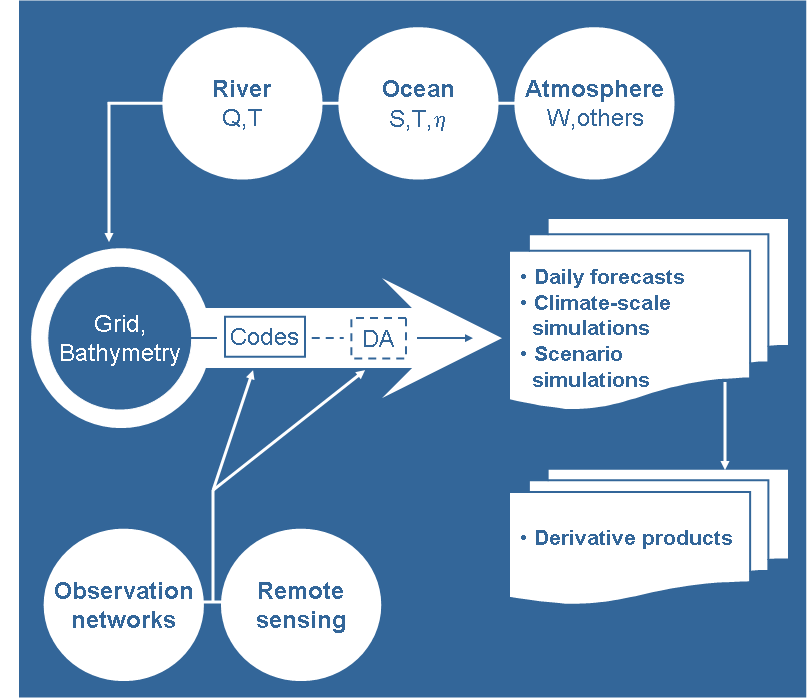 River
Q,T
Ocean
S,T,η
Atmosphere
W,others
Grid,
Bathymetry
Codes
DA
• Daily forecasts
• Climate-scale
simulations
• Scenario
simulations
• Derivative products
Observation
networks
Remote
sensing